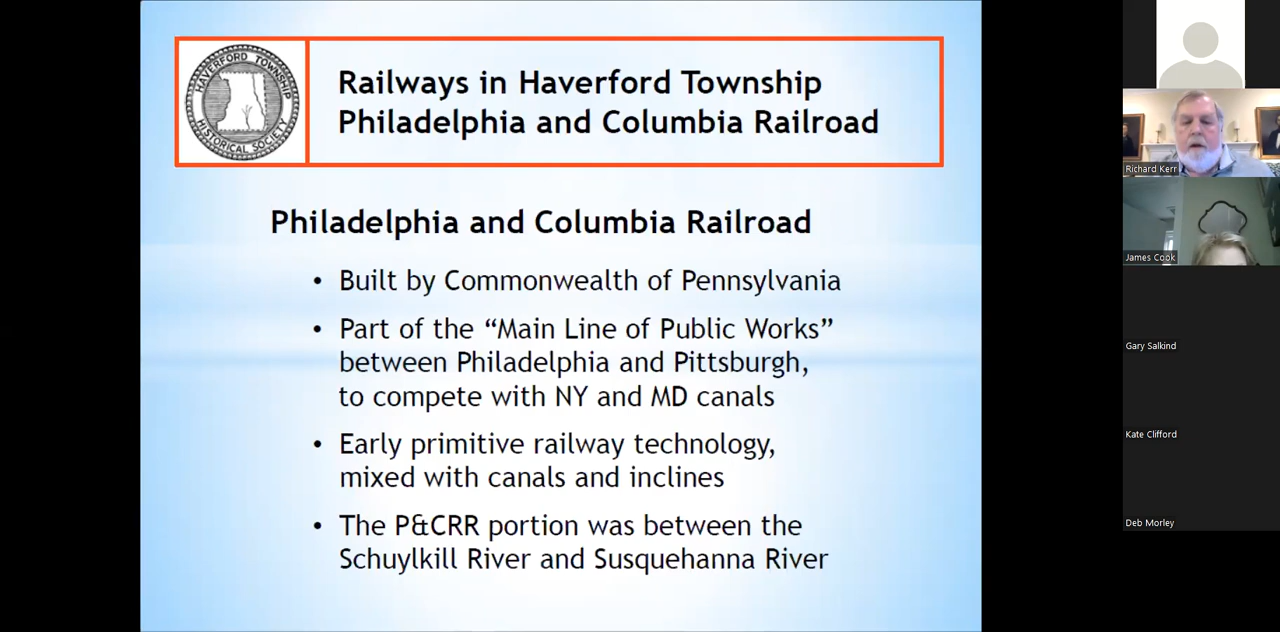 HAVERFORD TOWNSHIP
HISTORICAL SOCIETY
Railways in Haverford Township
Philadelphia and Columbia Railroad
Philadelphia and Columbia Railroad
• Built by Commonwealth of Pennsylvania
• Part of the “Main Line of Public Works”
between Philadelphia and Pittsburgh,
to compete with NY and MD canals
• Early primitive railway technology,
mixed with canals and inclines
• The P&CRR portion was between the
Schuylkill River and Susquehanna River
Richard Kerr
James Cook
Gary Salkind
Kate Clifford
Deb Morley